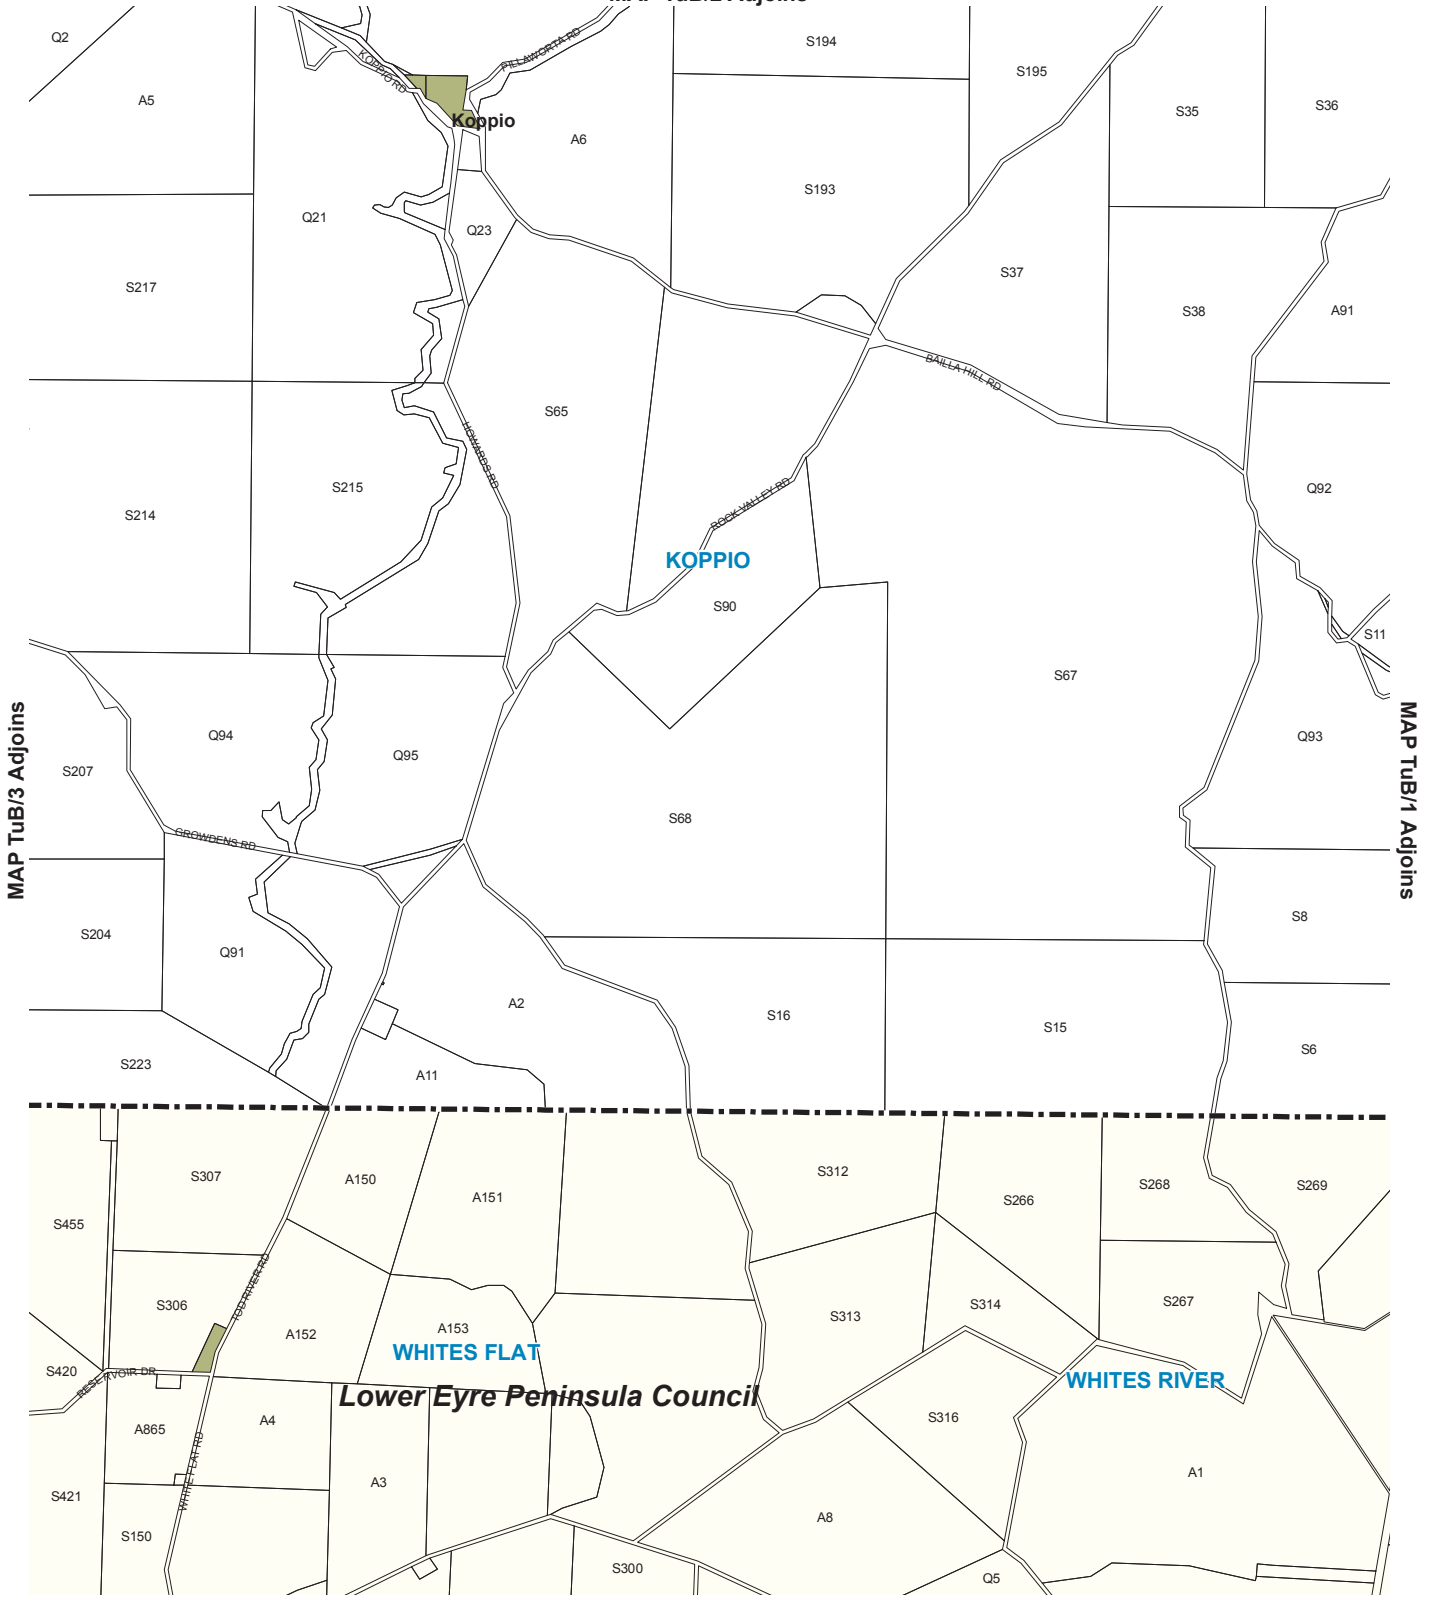 MAP TuB/2 Adjoins
Q2
S194
S195
PILLAWORTA RD
KOPPIO RD
A5
S35
S36
Koppio
A6
S193
Q21
Q23
S217
S37
S38
A91
BAILLA HILL RD
S65
HOWARDS RD
S215
S214
Q92
ROCK VALLEY RD
KOPPIO
S90
S11
S67
MAP TuB/3 Adjoins
MAP TuB/1 Adjoins
Q94
Q93
Q95
S207
S68
GROWDENS RD
S8
S204
Q91
A2
S16
S15
S6
S223
A11
S307
A150
A151
S312
S266
S268
S269
S455
TOD RIVER RD
S306
A152
A153
S313
S314
S267
WHITES FLAT
S420
RESERVOIR DR
WHITES RIVER
Lower Eyre Peninsula Council
A865
A4
S316
WHITE FLAT RD
A3
A1
S421
A8
S150
S300
Q5